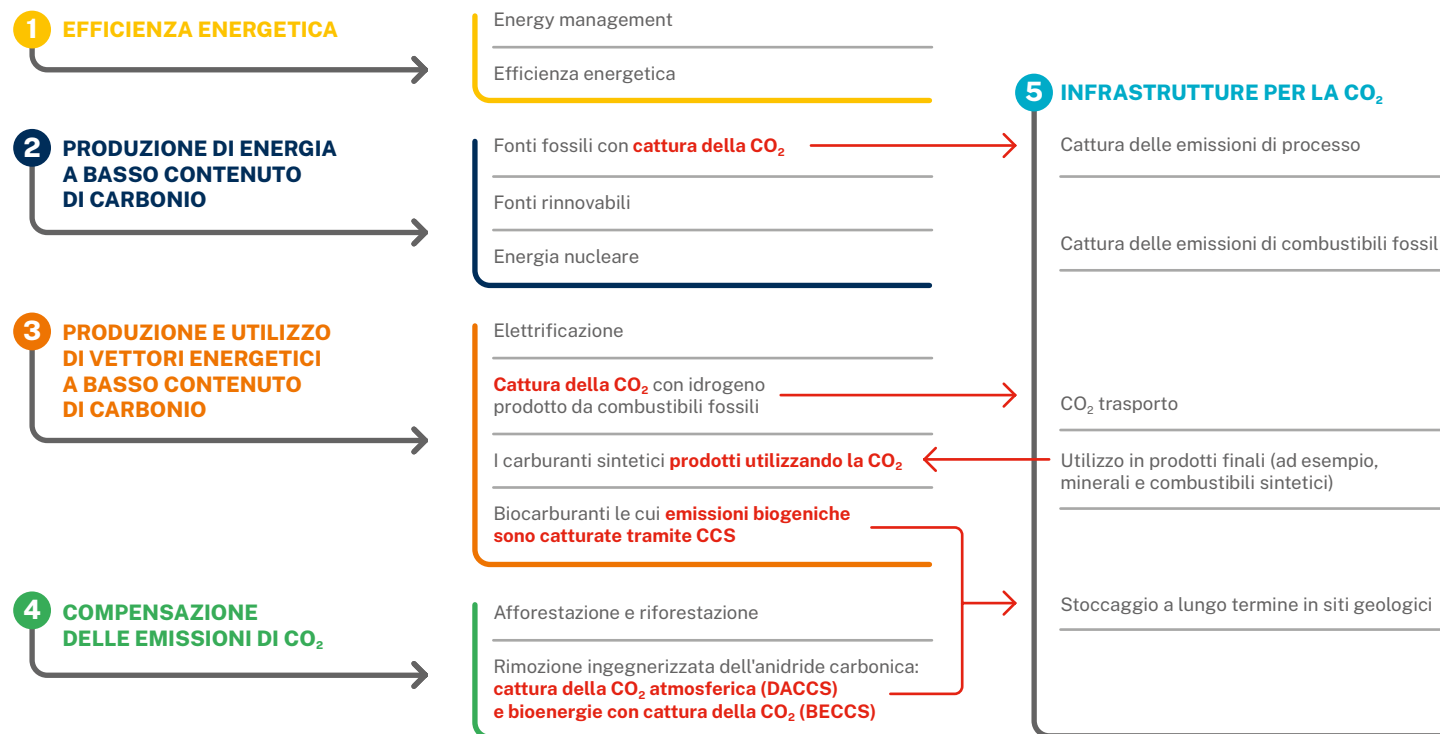 1 EFFICIENZA ENERGETICA
Energy management
Efficienza energetica
2 PRODUZIONE DI ENERGIA
A BASSO CONTENUTO
DI CARBONIO
Fonti fossili con cattura della CO₂
Fonti rinnovabili
Energia nucleare
3 PRODUZIONE E UTILIZZO
DI VETTORI ENERGETICI
A BASSO CONTENUTO
DI CARBONIO
Elettrificazione
Cattura della CO₂ con idrogeno
prodotto da combustibili fossili
I carburanti sintetici prodotti utilizzando la CO₂
Biocarburanti le cui emissioni biogeniche
sono catturate tramite CCS
4 COMPENSAZIONE
DELLE EMISSIONI DI CO₂
Afforestazione e riforestazione
Rimozione ingegnerizzata dell'anidride carbonica:
cattura della CO₂ atmosferica (DACCS)
e bioenergie con cattura della CO₂ (BECCS)
5 INFRASTRUTTURE PER LA CO₂
Cattura delle emissioni di processo
Cattura delle emissioni di combustibili fossil
CO₂ trasporto
Utilizzo in prodotti finali (ad esempio,
minerali e combustibili sintetici)
Stoccaggio a lungo termine in siti geologici